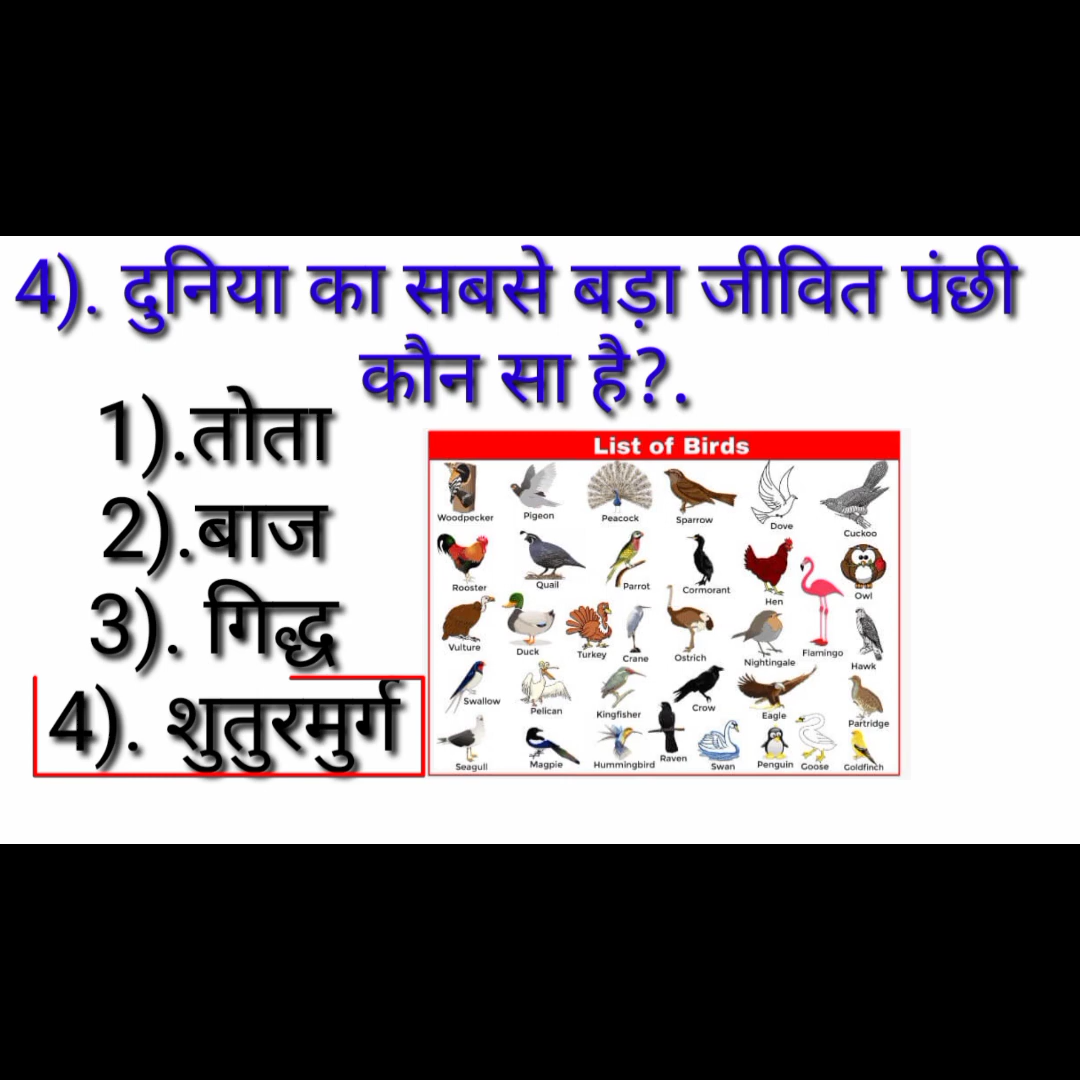 4). दुनिया का सबसे बड़ा जीवित पंछी
कौन सा है?.
1).तोता
2).बाज
3). गिद्ध
4). शुतुरमुर्ग
List of Birds
Woodpecker Pigeon Peacock Sparrow Dove Cuckoo
Rooster Quail Parrot Cormorant Hen Owl
Vulture Duck Turkey Crane Ostrich Nightingale Flamingo Hawk
Swallow Pelican Kingfisher Crow Eagle Partridge
Seagull Magpie Hummingbird Raven Swan Penguin Goose Goldfinch